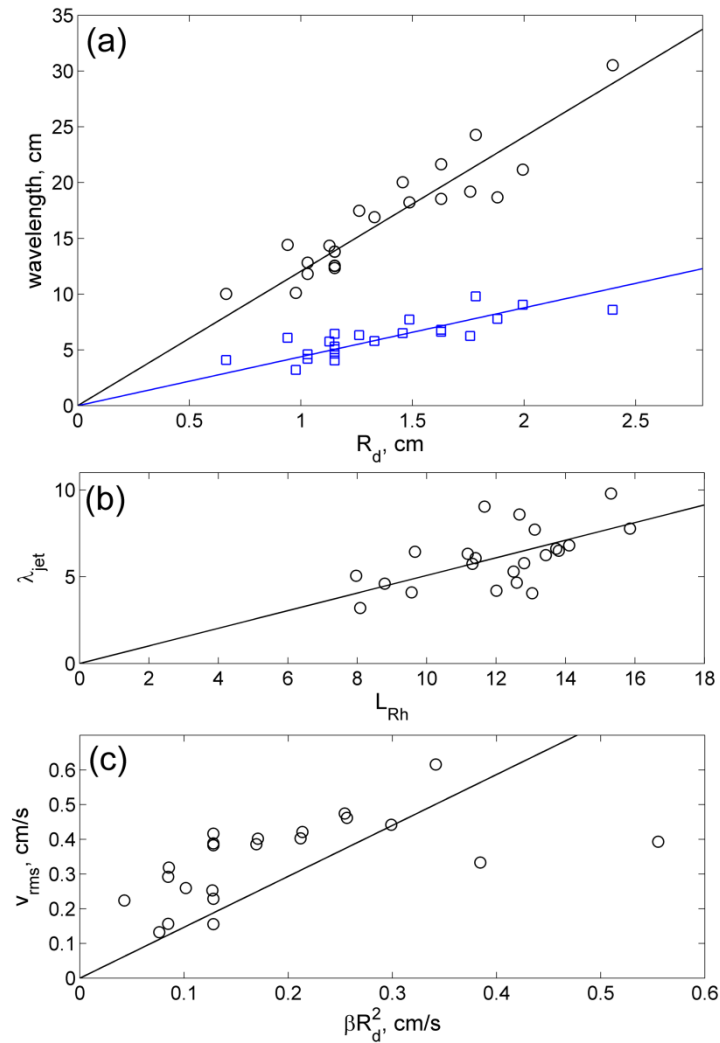 (a)
35
30
25
20
15
10
5
0
wavelength, cm
0 0.5 1 1.5 2 2.5
R_d, cm
(b)
10
5
0
λ_jet
0 2 4 6 8 10 12 14 16 18
L_Rh
(c)
0.6
0.5
0.4
0.3
0.2
0.1
0
v_rms, cm/s
0 0.1 0.2 0.3 0.4 0.5 0.6
βR_d^2, cm/s